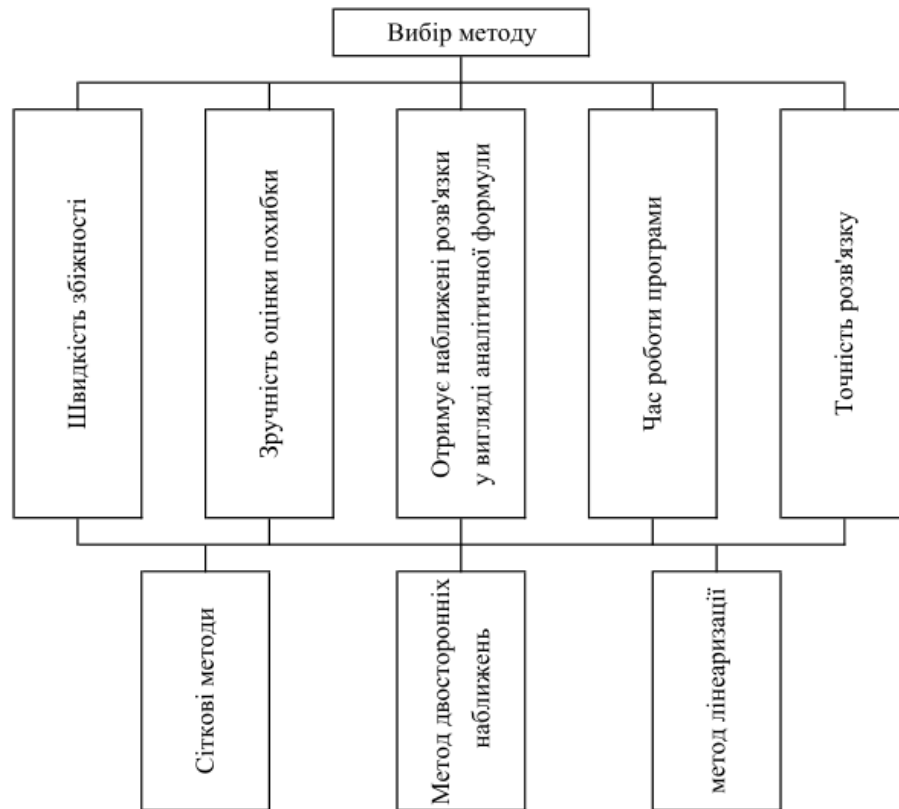 Вибір методу
Швидкість збіжності
Зручність оцінки похибки
Отримує наближені розв'язки
у вигляді аналітичної формули
Час роботи програми
Точність розв'язку
Сіткові методи
Метод двосторонніх
наближень
метод лінеаризації